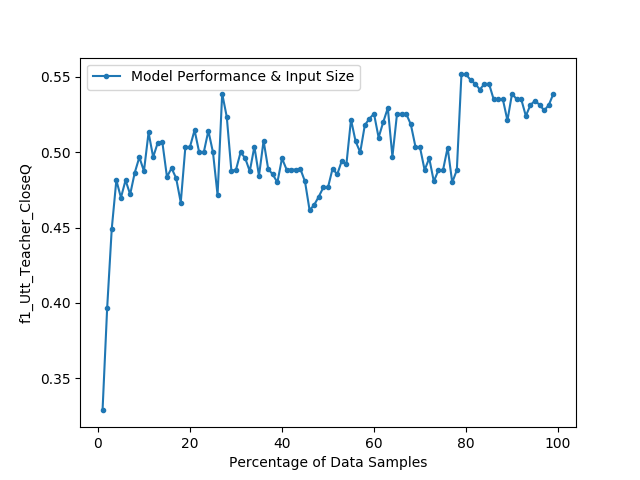 Model Performance & Input Size
f1_Utt_Teacher_CloseQ
0.55
0.50
0.45
0.40
0.35
0 20 40 60 80 100
Percentage of Data Samples